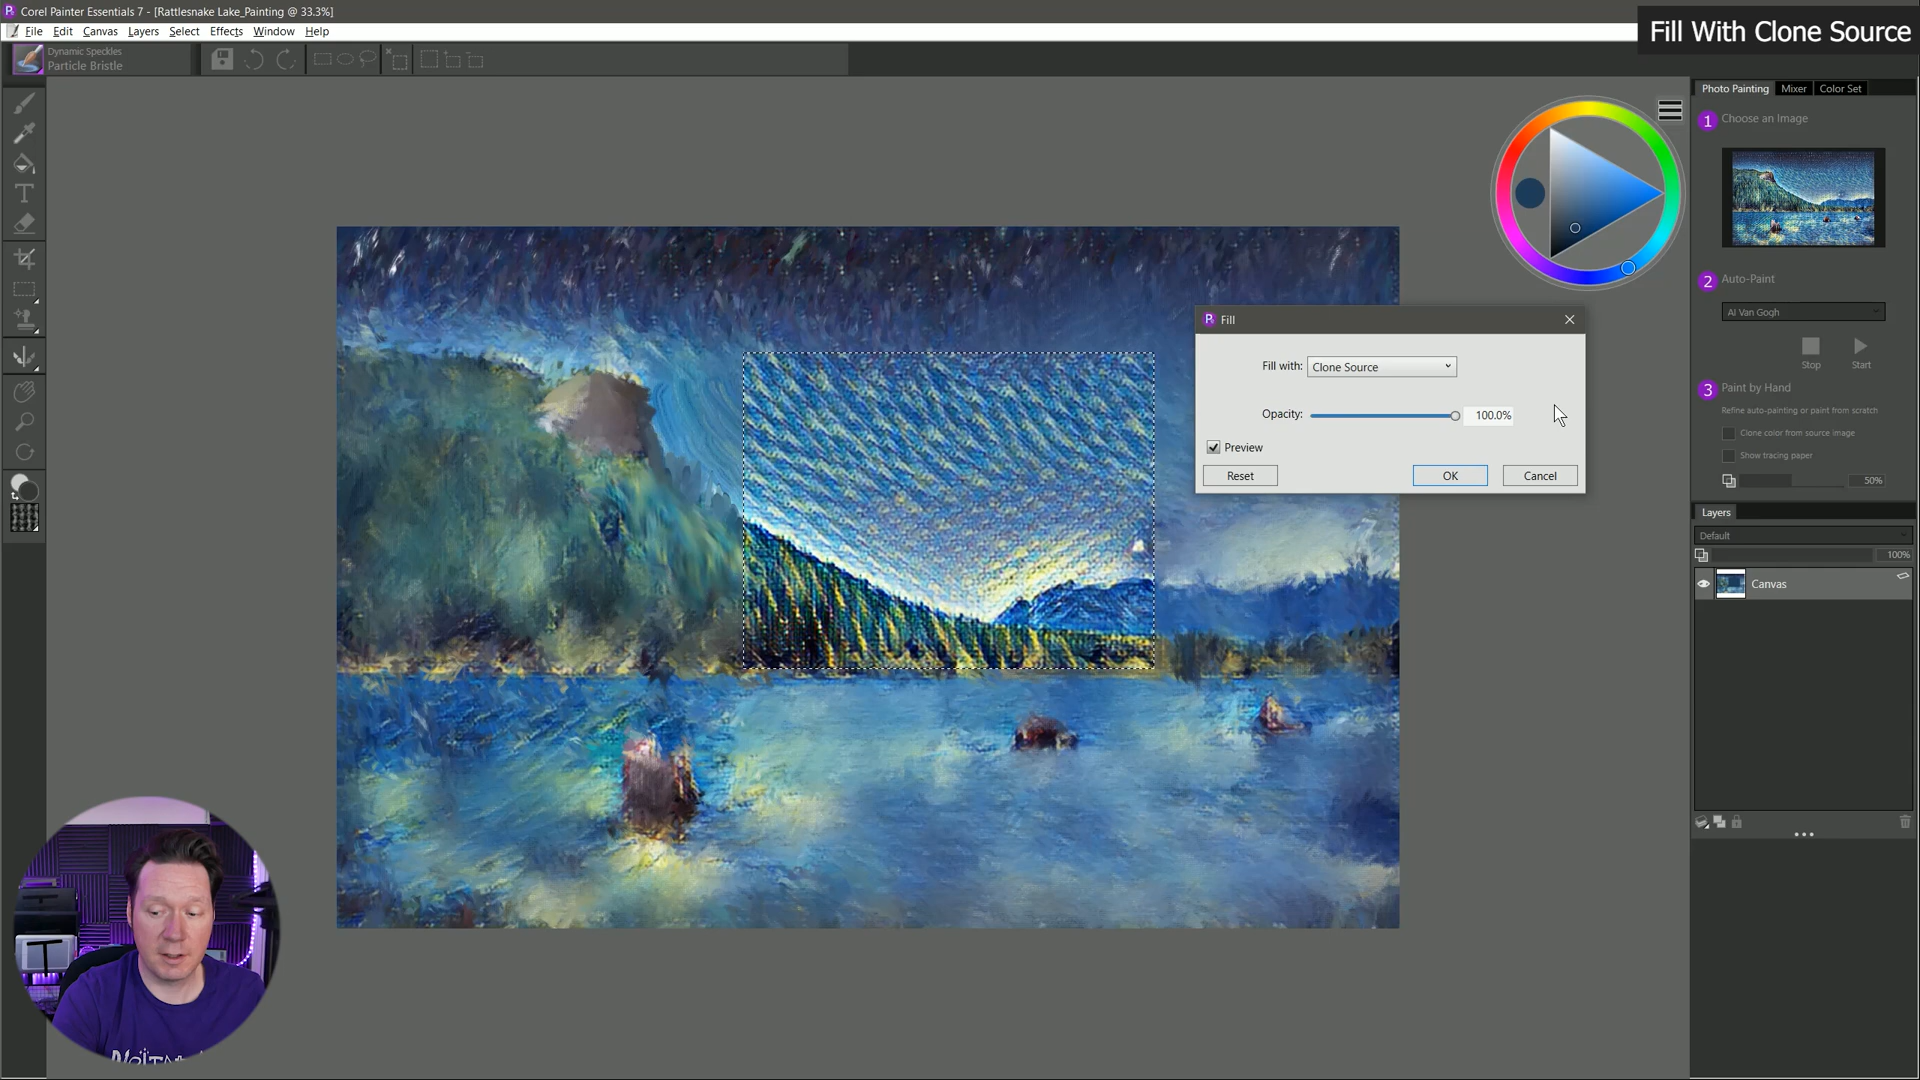 Corel Painter Essentials 7 - [Rattlesnake Lake_Painting @ 33.3%]
File Edit Canvas Layers Select Effects Window Help
Fill With Clone Source
Dynamic Speckles
Particle Bristle
Photo Painting Mixer Color Set
1 Choose an Image
2 Auto-Paint
AI Van Gogh
Stop Start
3 Paint by Hand
Refine auto-painting or paint from scratch
Clone color from source image
Show tracing paper
50%
Layers
Default
100%
Canvas
Fill
Fill with: Clone Source
Opacity: 100.0%
Preview
Reset OK Cancel